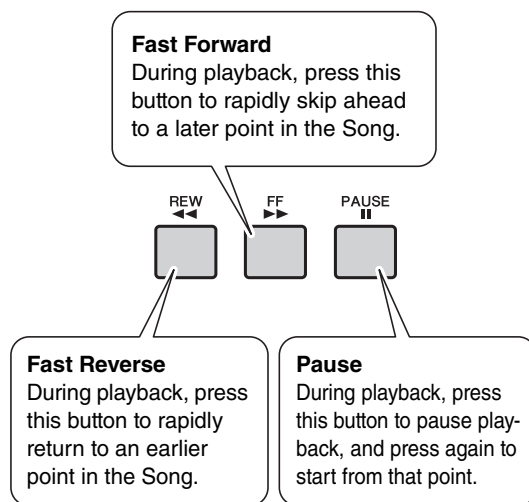 Fast Forward
During playback, press this
button to rapidly skip ahead
to a later point in the Song.
REW
FF
PAUSE
Fast Reverse
During playback, press
this button to rapidly
return to an earlier
point in the Song.
Pause
During playback, press
this button to pause play-
back, and press again to
start from that point.